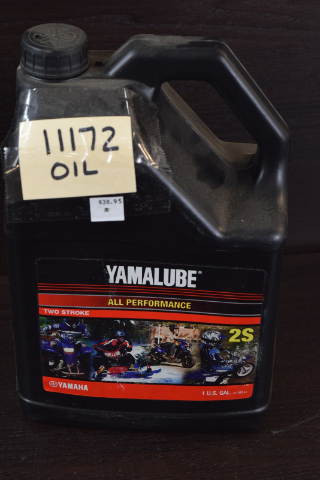 11172
OIL
$38.95
YAMALUBE®
ALL PERFORMANCE
TWO STROKE
2S
YAMAHA
1 U.S. GAL